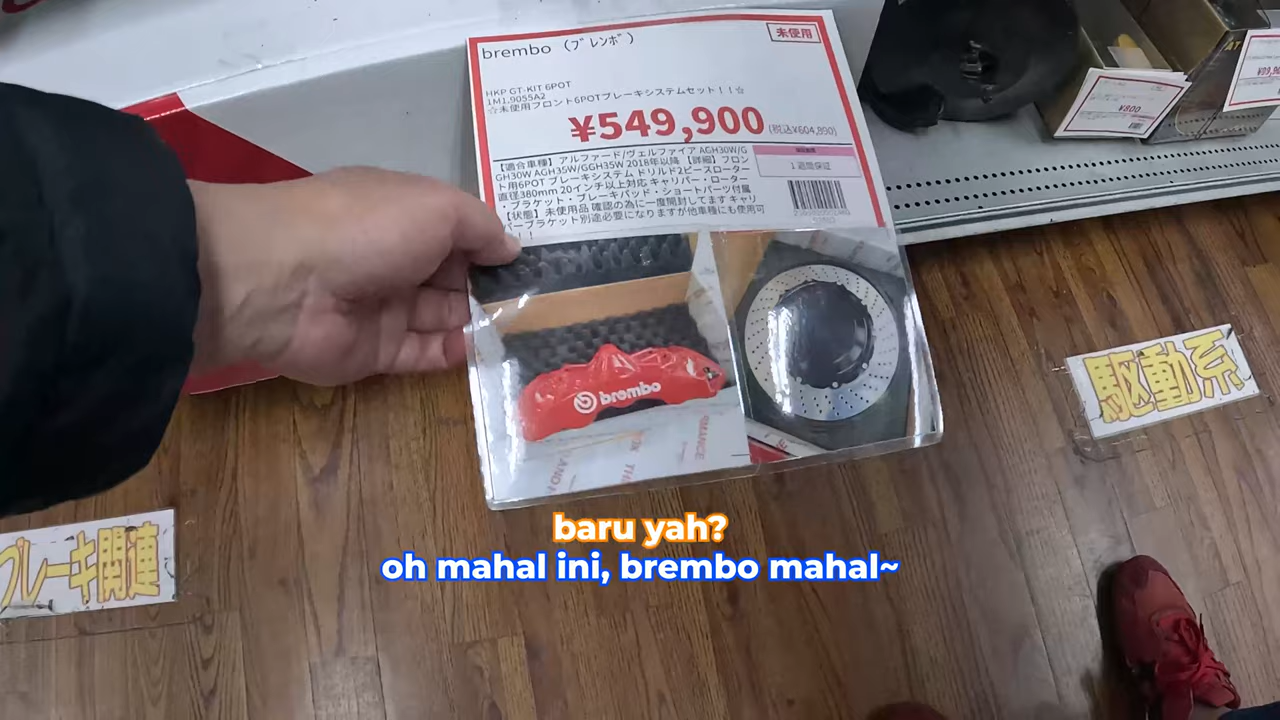 brembo (ブレンボ)
未使用
HKP GT-KIT 6POT
1M1.9055A2
☆未使用フロント6POTブレーキシステムセット！！☆
¥549,900
(税込¥604,890)
【適合車種】アルファード/ヴェルファイア AGH30W/G
GH30W AGH35W/GGH35W 2018年以降 【詳細】フロン
ト用6POT ブレーキシステム ドリルド2ピースローター
直径380mm 20インチ以上対応 キャリパー・ローター
・ブラケット・ブレーキパッド・ショートパーツ付属
【状態】未使用品 確認の為に一度開封してます キャリ
パーブラケット別途必要になりますが他車種にも使用可
！！
1週間保証
brembo
¥800
駆動系
ブレーキ関連
baru yah?
oh mahal ini, brembo mahal~